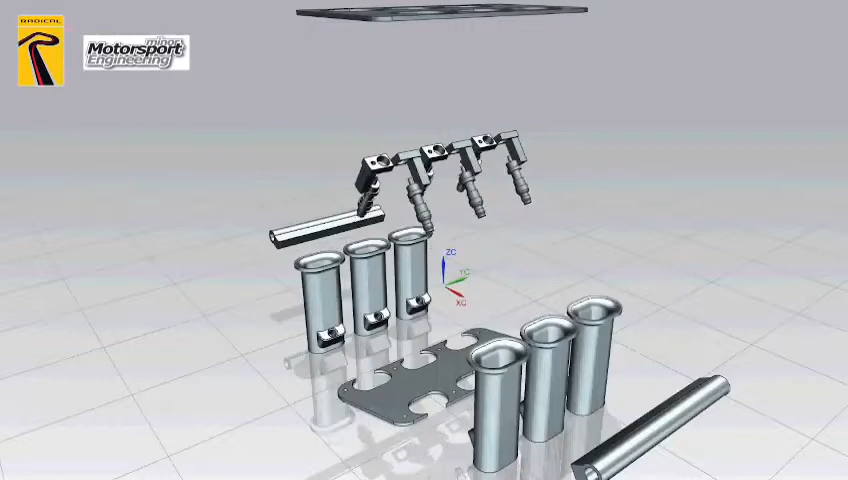 RADICAL
minor
Motorsport
Engineering
ZC
YC
XC